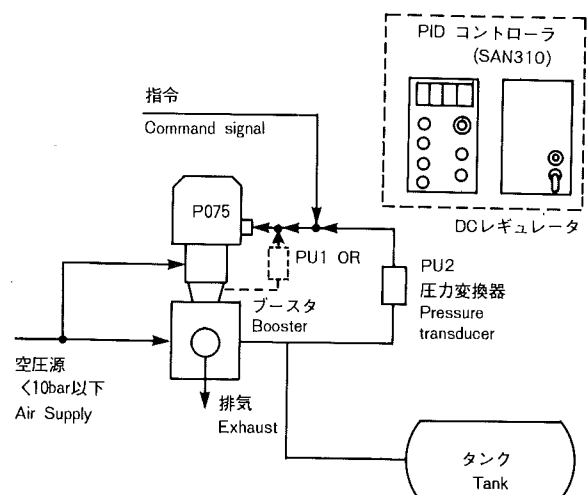 PID コントローラ
(SAN310)
指令
Command signal
P075
DCレギュレータ
PU1 OR
PU2
圧力変換器
Pressure
transducer
ブースタ
Booster
空圧源
<10bar以下
Air Supply
排気
Exhaust
タンク
Tank